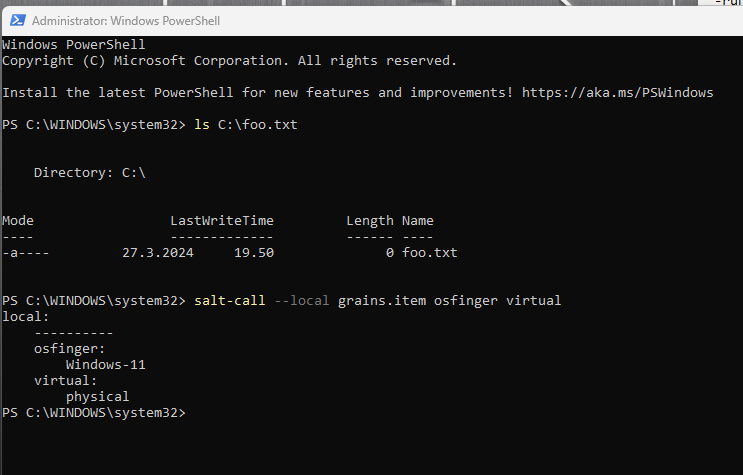 Administrator: Windows PowerShell
Windows PowerShell
Copyright (C) Microsoft Corporation. All rights reserved.
Install the latest PowerShell for new features and improvements! https://aka.ms/PSWindows
PS C:\WINDOWS\system32> ls C:\foo.txt
Directory: C:\
Mode                 LastWriteTime         Length Name
----                 -------------         ------ ----
-a----         27.3.2024     19.50              0 foo.txt
PS C:\WINDOWS\system32> salt-call --local grains.item osfinger virtual
local:
----------
osfinger:
Windows-11
virtual:
physical
PS C:\WINDOWS\system32>